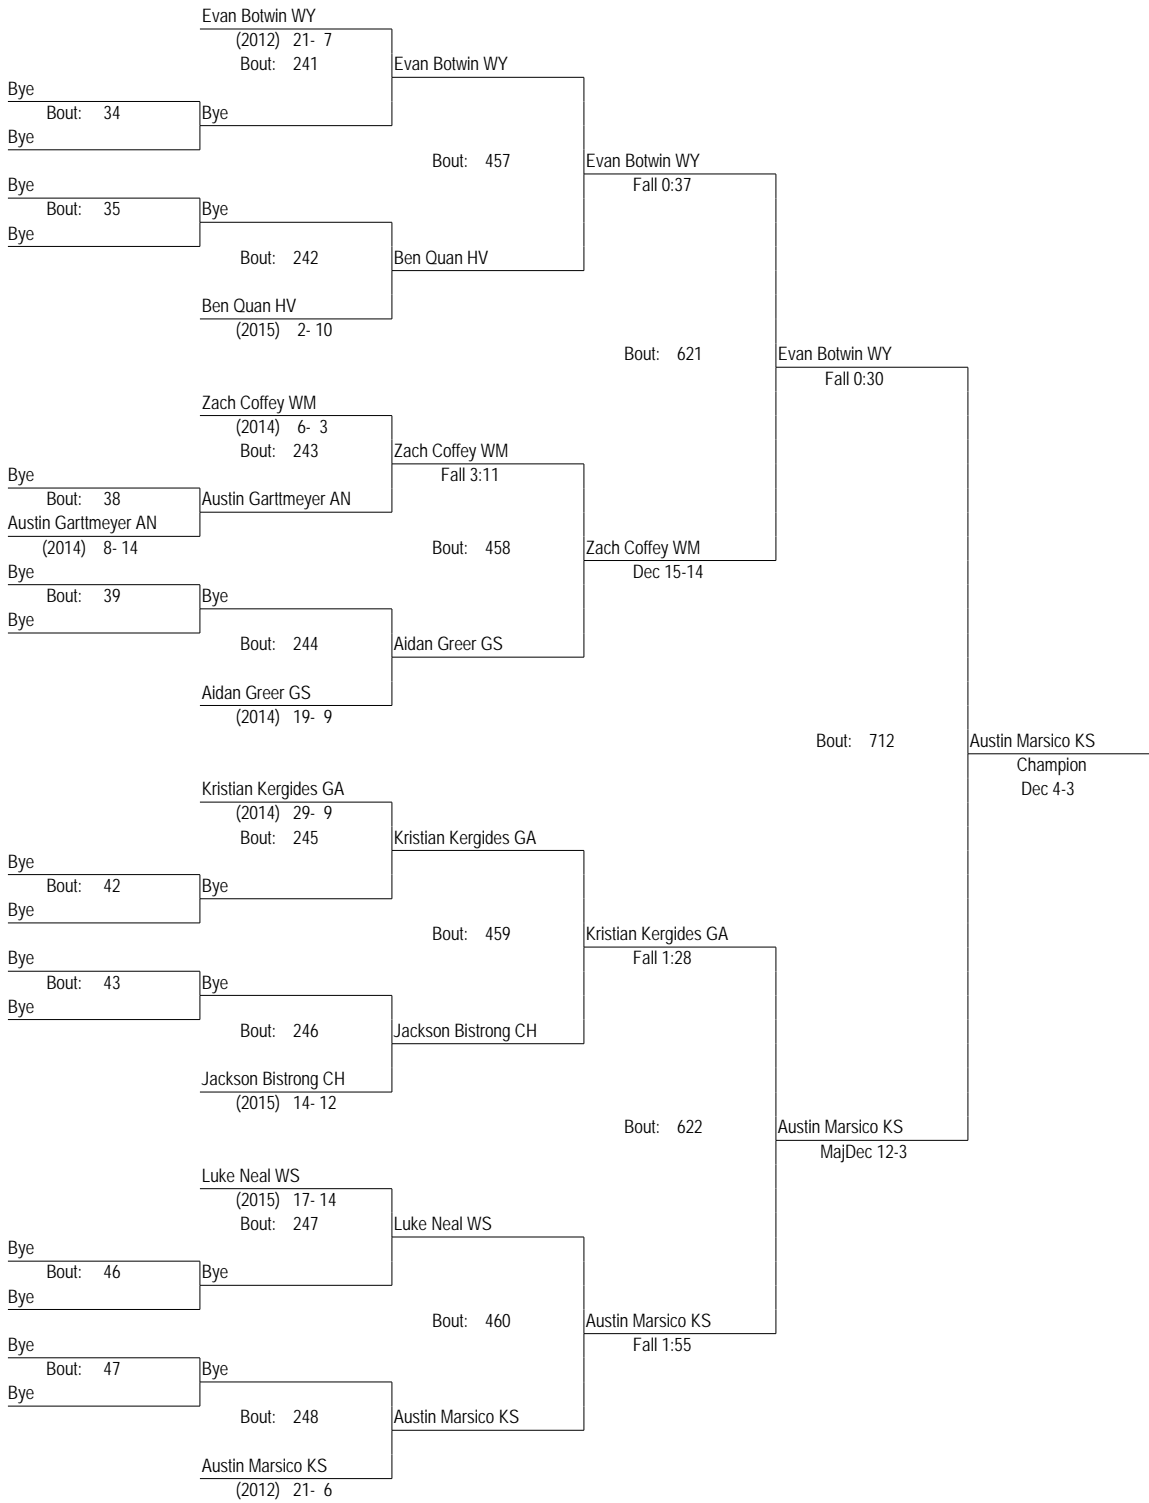 Evan Botwin WY
(2012) 21- 7
Bout: 241
Evan Botwin WY
Bye
Bout: 34
Bye
Bye
Bout: 457
Evan Botwin WY
Fall 0:37
Bye
Bout: 35
Bye
Bye
Bout: 242
Ben Quan HV
Ben Quan HV
(2015) 2- 10
Bout: 621
Evan Botwin WY
Fall 0:30
Zach Coffey WM
(2014) 6- 3
Bout: 243
Zach Coffey WM
Fall 3:11
Bye
Bout: 38
Austin Garttmeyer AN
Austin Garttmeyer AN
(2014) 8- 14
Bout: 458
Zach Coffey WM
Dec 15-14
Bye
Bout: 39
Bye
Bye
Bout: 244
Aidan Greer GS
Aidan Greer GS
(2014) 19- 9
Bout: 712
Austin Marsico KS
Champion
Dec 4-3
Kristian Kergides GA
(2014) 29- 9
Bout: 245
Kristian Kergides GA
Bye
Bout: 42
Bye
Bye
Bout: 459
Kristian Kergides GA
Fall 1:28
Bye
Bout: 43
Bye
Bye
Bout: 246
Jackson Bistrong CH
Jackson Bistrong CH
(2015) 14- 12
Bout: 622
Austin Marsico KS
MajDec 12-3
Luke Neal WS
(2015) 17- 14
Bout: 247
Luke Neal WS
Bye
Bout: 46
Bye
Bye
Bout: 460
Austin Marsico KS
Fall 1:55
Bye
Bout: 47
Bye
Bye
Bout: 248
Austin Marsico KS
Austin Marsico KS
(2012) 21- 6